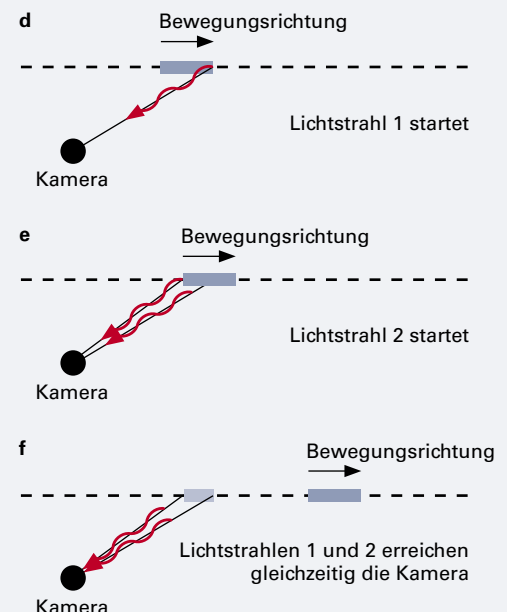 d
Bewegungsrichtung
Lichtstrahl 1 startet
Kamera
e
Bewegungsrichtung
Lichtstrahl 2 startet
Kamera
f
Bewegungsrichtung
Lichtstrahlen 1 und 2 erreichen
gleichzeitig die Kamera
Kamera